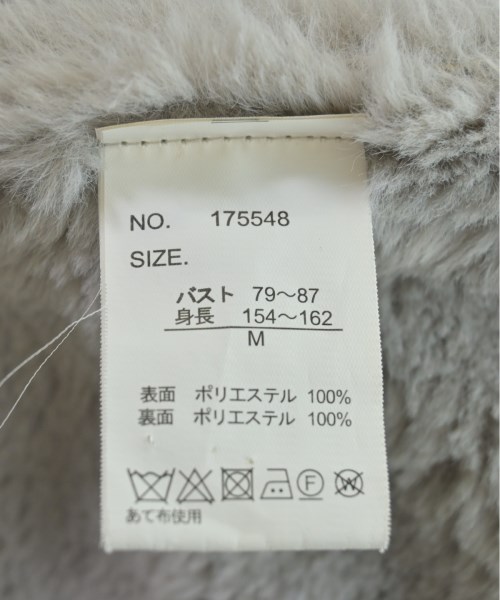 NO. 175548
SIZE.
バスト 79～87
身長 154～162
M
表面 ポリエステル 100%
裏面 ポリエステル 100%
F W
あて布使用